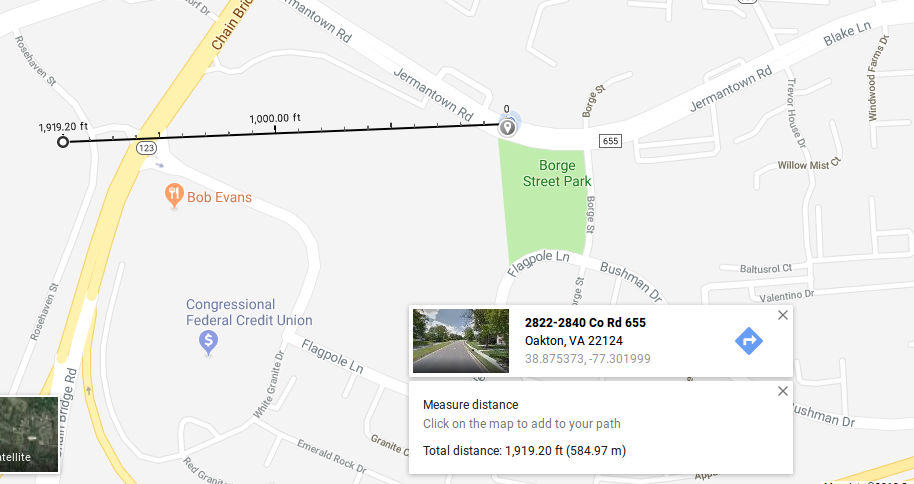 Jermantown Rd
Chain Brid
Blake Ln
Rosehaven St
Jermantown Rd
Jermantown Rd
Borge St
Windwood Farms Dr
Trevor House Dr
0
1,000.00 ft
1,919.20 ft
123
655
Borge
Street Park
Willow Mist Ct
Bob Evans
Borge St
Flagpole Ln
Bushman Dr
Baltusrol Ct
Valentino Dr
Rosehaven St
Congressional
Federal Credit Union
Flagpole Ln
White Granite Dr
Granite C
Emerald Rock Dr
Red Granite
Bridge Rd
Bushman Dr
2822-2840 Co Rd 655
Oakton, VA 22124
38.875373, -77.301999
Measure distance
Click on the map to add to your path
Total distance: 1,919.20 ft (584.97 m)